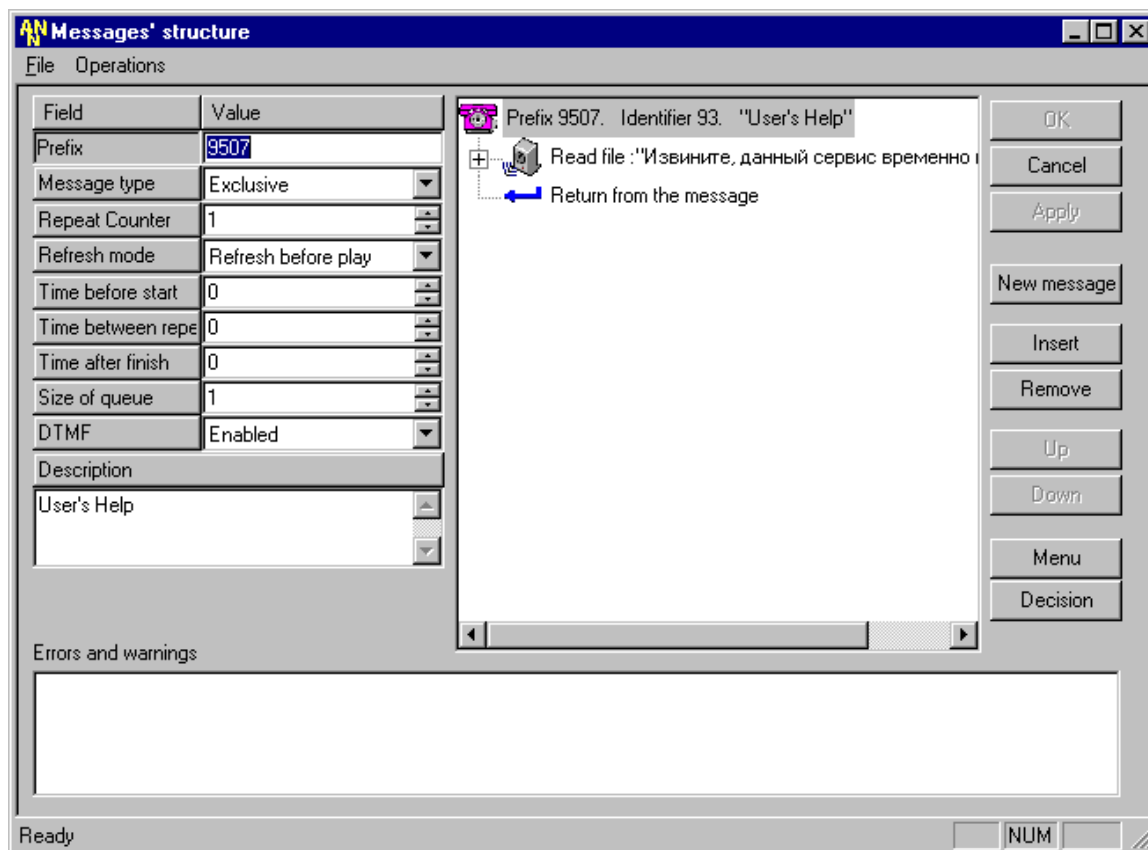 Messages' structure
File Operations
Field Value
Prefix 9507
Message type Exclusive
Repeat Counter 1
Refresh mode Refresh before play
Time before start 0
Time between repe 0
Time after finish 0
Size of queue 1
DTMF Enabled
Description
User's Help
Prefix 9507. Identifier 93. "User's Help"
Read file :"Извините, данный сервис временно
Return from the message
OK
Cancel
Apply
New message
Insert
Remove
Up
Down
Menu
Decision
Errors and warnings
Ready NUM